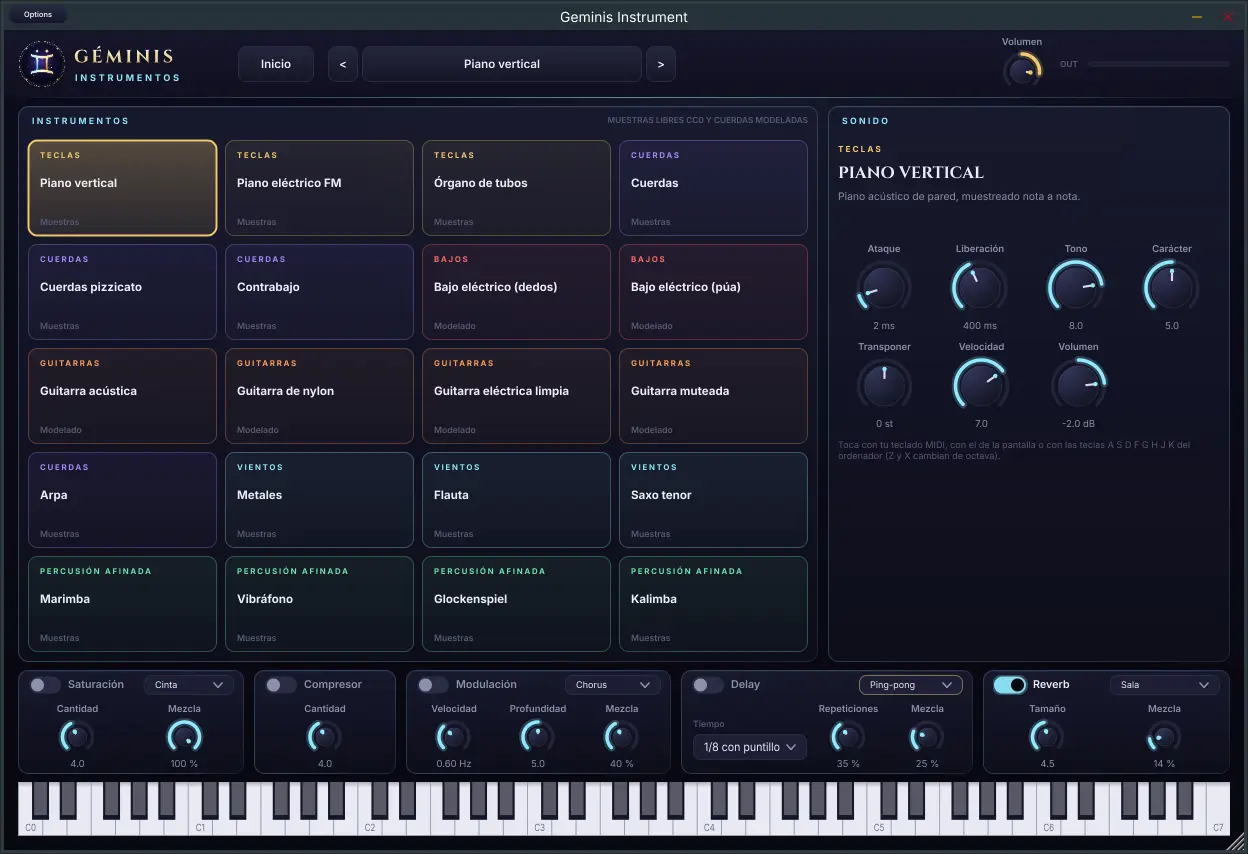 Options
Geminis Instrument
GÉMINIS
INSTRUMENTOS
Inicio
<
Piano vertical
>
Volumen
OUT
INSTRUMENTOS
MUESTRAS LIBRES CC0 Y CUERDAS MODELADAS
TECLAS
Piano vertical
Muestras
TECLAS
Piano eléctrico FM
Muestras
TECLAS
Órgano de tubos
Muestras
CUERDAS
Cuerdas
Muestras
CUERDAS
Cuerdas pizzicato
Muestras
CUERDAS
Contrabajo
Muestras
BAJOS
Bajo eléctrico (dedos)
Modelado
BAJOS
Bajo eléctrico (púa)
Modelado
GUITARRAS
Guitarra acústica
Modelado
GUITARRAS
Guitarra de nylon
Modelado
GUITARRAS
Guitarra eléctrica limpia
Modelado
GUITARRAS
Guitarra muteada
Modelado
CUERDAS
Arpa
Muestras
VIENTOS
Metales
Muestras
VIENTOS
Flauta
Muestras
VIENTOS
Saxo tenor
Muestras
PERCUSIÓN AFINADA
Marimba
Muestras
PERCUSIÓN AFINADA
Vibráfono
Muestras
PERCUSIÓN AFINADA
Glockenspiel
Muestras
PERCUSIÓN AFINADA
Kalimba
Muestras
SONIDO
TECLAS
PIANO VERTICAL
Piano acústico de pared, muestreado nota a nota.
Ataque
Liberación
Tono
Carácter
2 ms
400 ms
8.0
5.0
Transponer
Velocidad
Volumen
0 st
7.0
-2.0 dB
Toca con tu teclado MIDI, con el de la pantalla o con las teclas A S D F G H J K del
ordenador (Z y X cambian de octava).
Saturación
Cinta
Cantidad
Mezcla
4.0
100 %
Compresor
Cantidad
4.0
Modulación
Chorus
Velocidad
Profundidad
Mezcla
0.60 Hz
5.0
40 %
Delay
Ping-pong
Tiempo
1/8 con puntillo
Repeticiones
Mezcla
35 %
25 %
Reverb
Sala
Tamaño
Mezcla
4.5
14 %
C0
C1
C2
C3
C4
C5
C6
C7